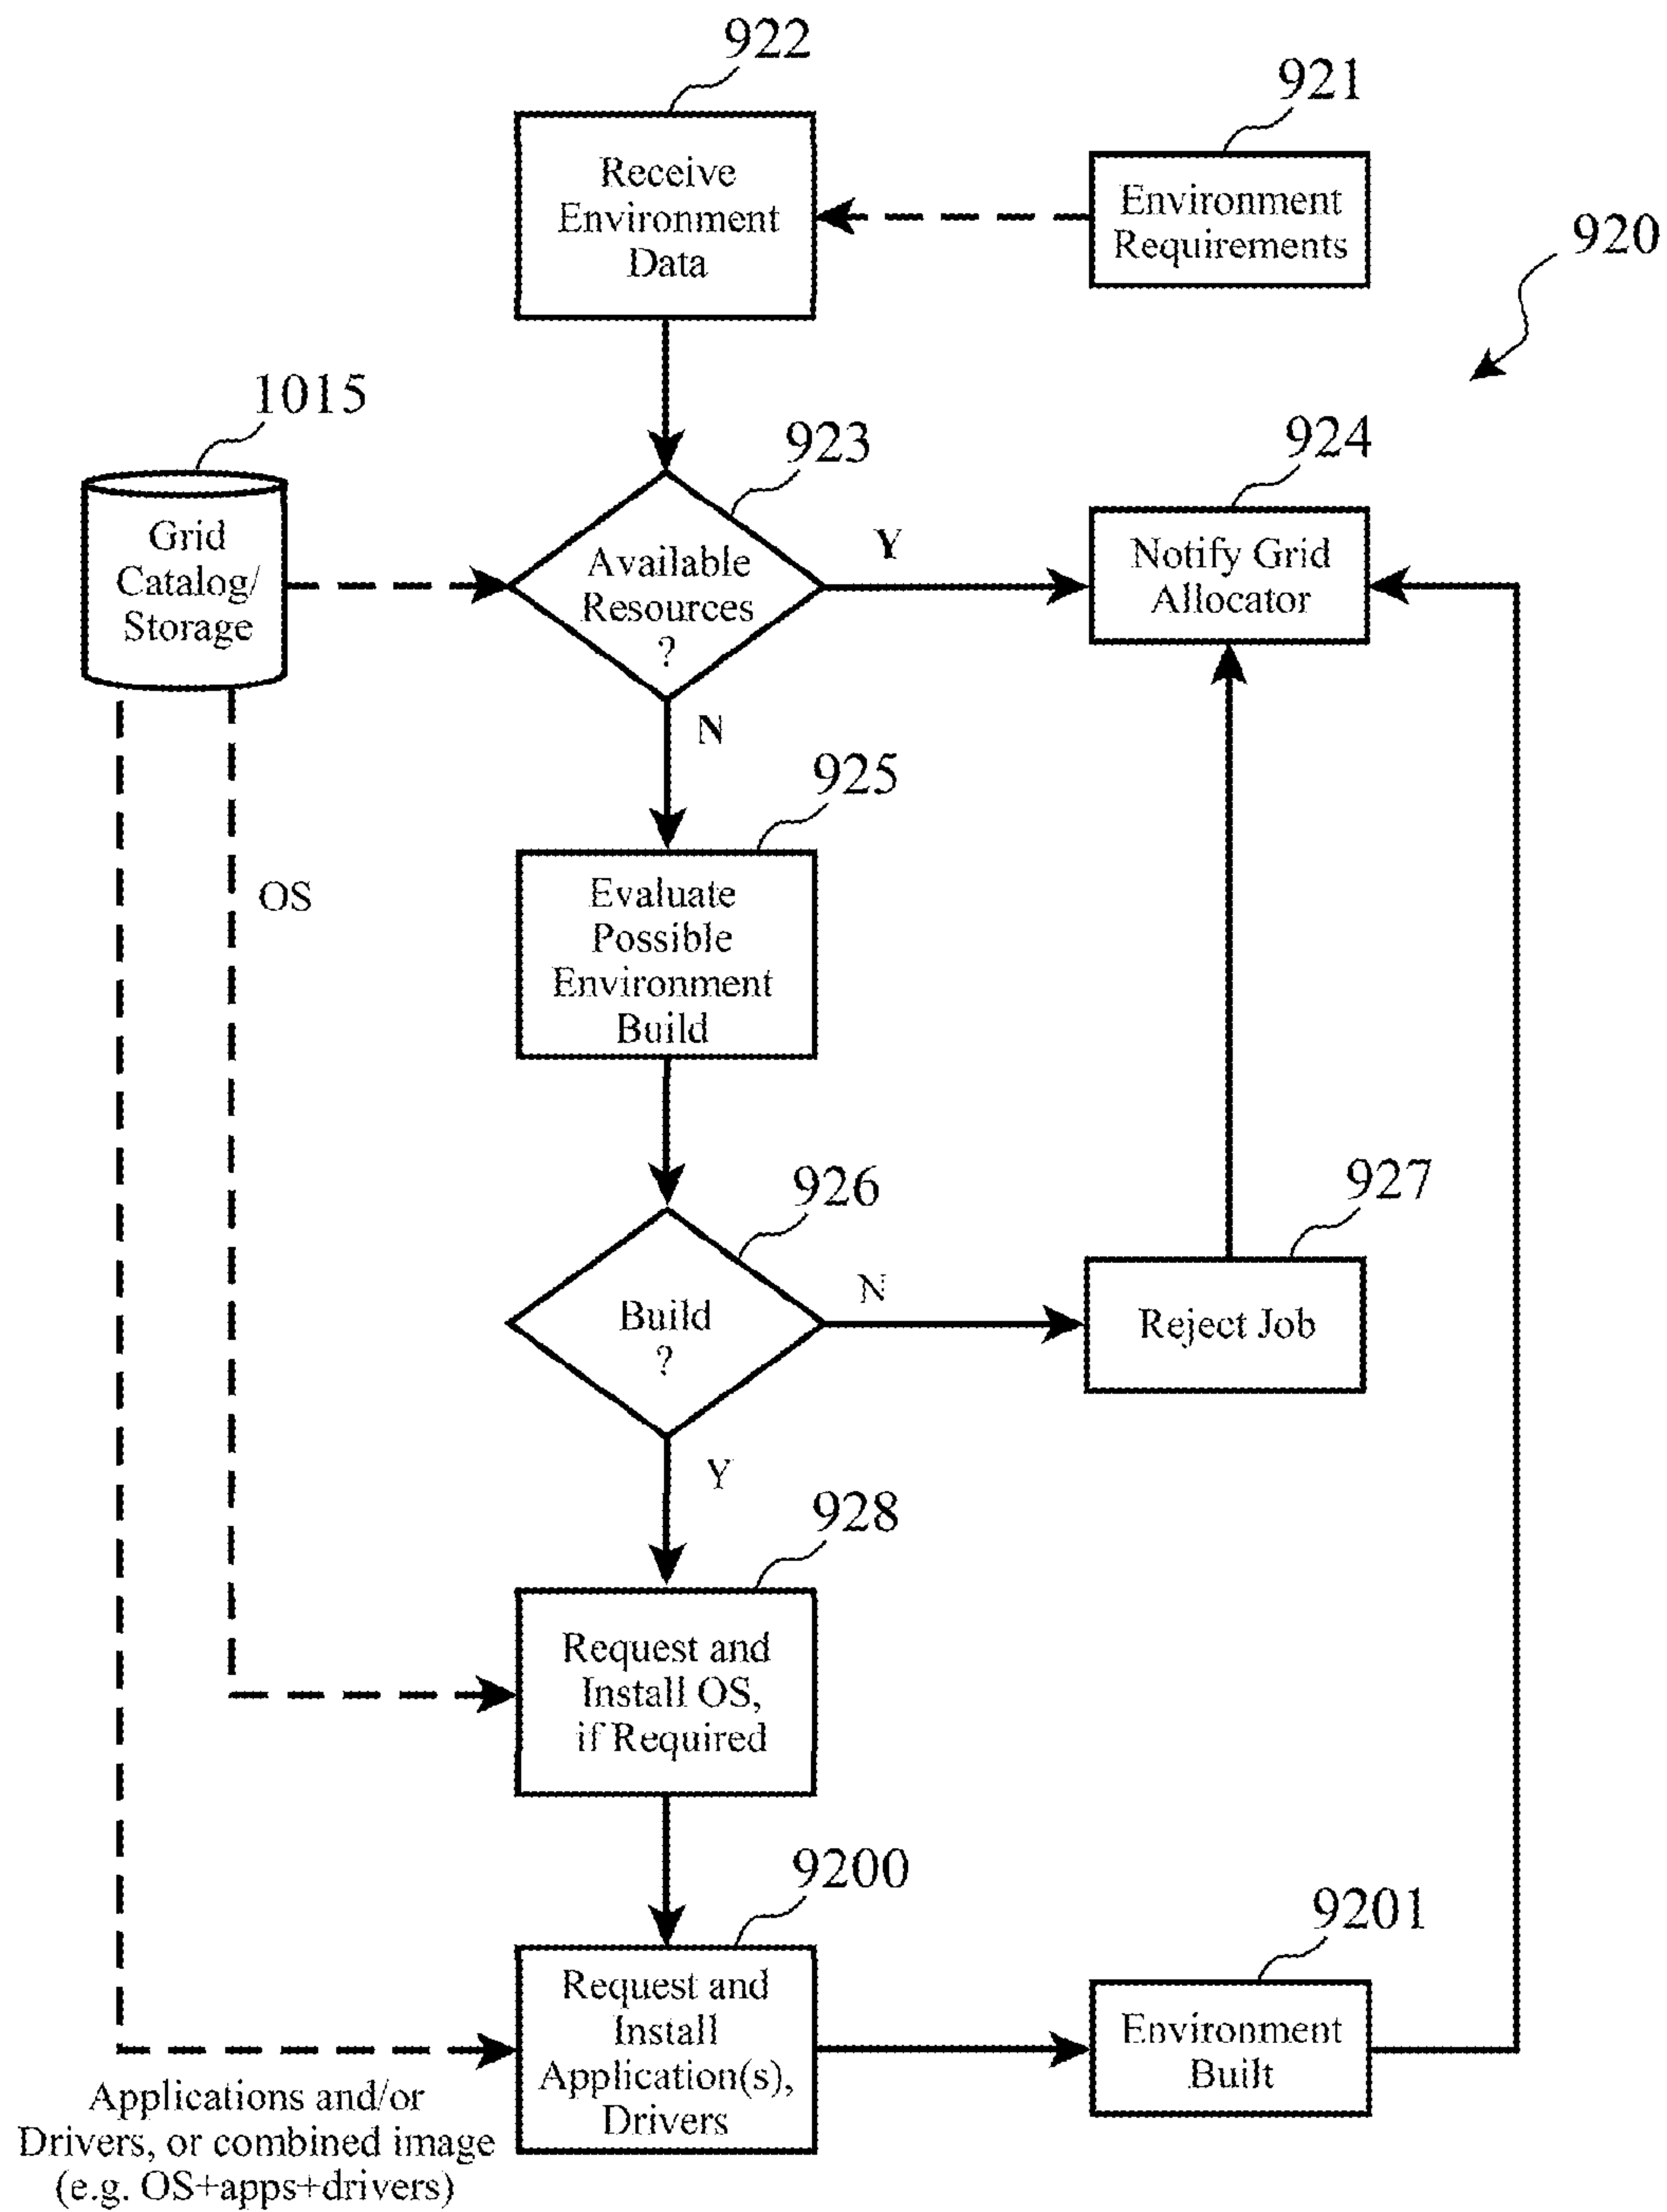 922
921
Receive
Environment
Data
Environment
Requirements
920
1015
923
924
Grid
Catalog/
Storage
Available
Resources
?
Y
Notify Grid
Allocator
N
925
OS
Evaluate
Possible
Environment
Build
926
927
Build
?
N
Reject Job
Y
928
Request and
Install OS,
if Required
9200
9201
Request and
Install
Application(s),
Drivers
Environment
Built
Applications and/or
Drivers, or combined image
(e.g. OS+apps+drivers)